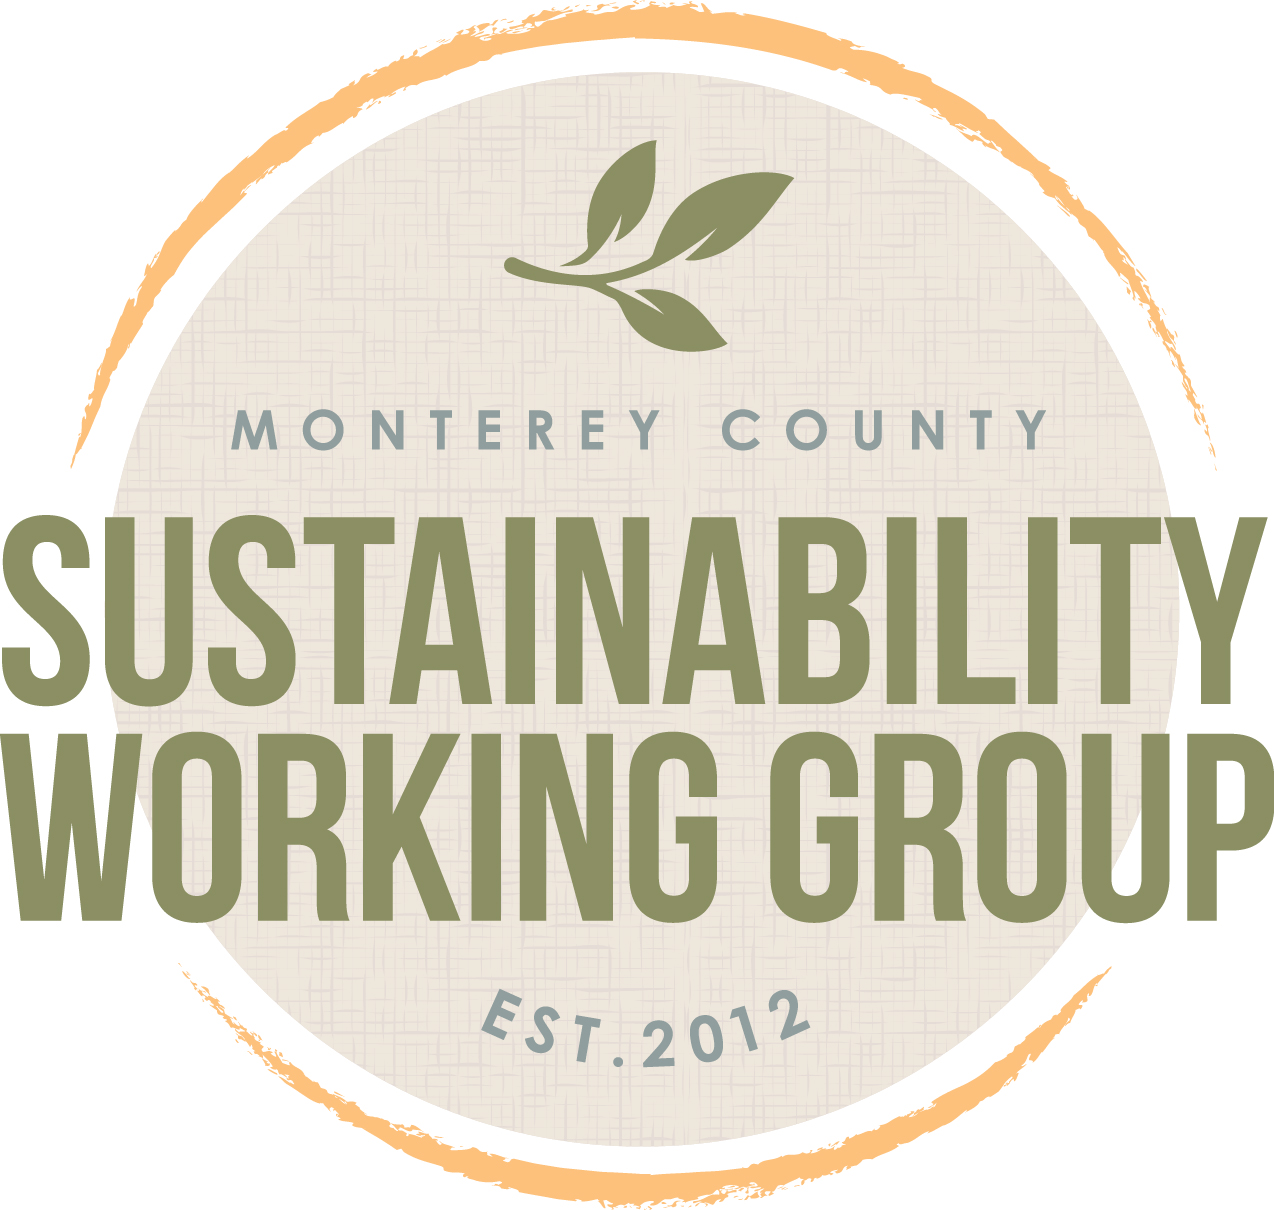 MONTEREY COUNTY
SUSTAINABILITY
WORKING GROUP
EST.2012